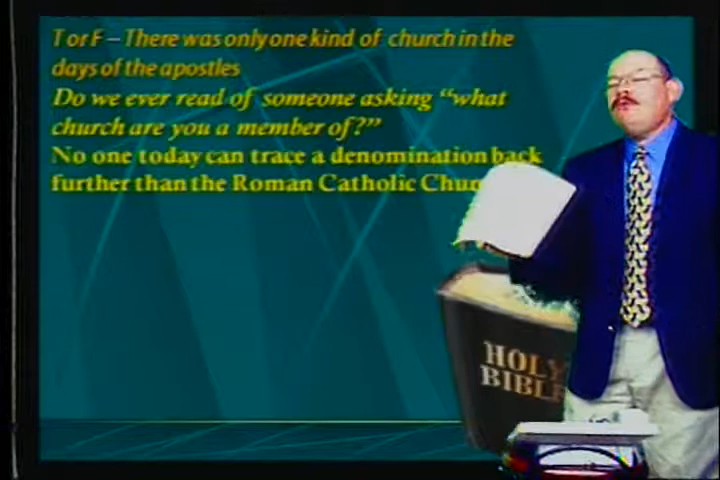 T or F – There was only one kind of church in the
days of the apostles
Do we ever read of someone asking “what
church are you a member of?”
No one today can trace a denomination back
further than the Roman Catholic Chur
HOLY
BIBLE